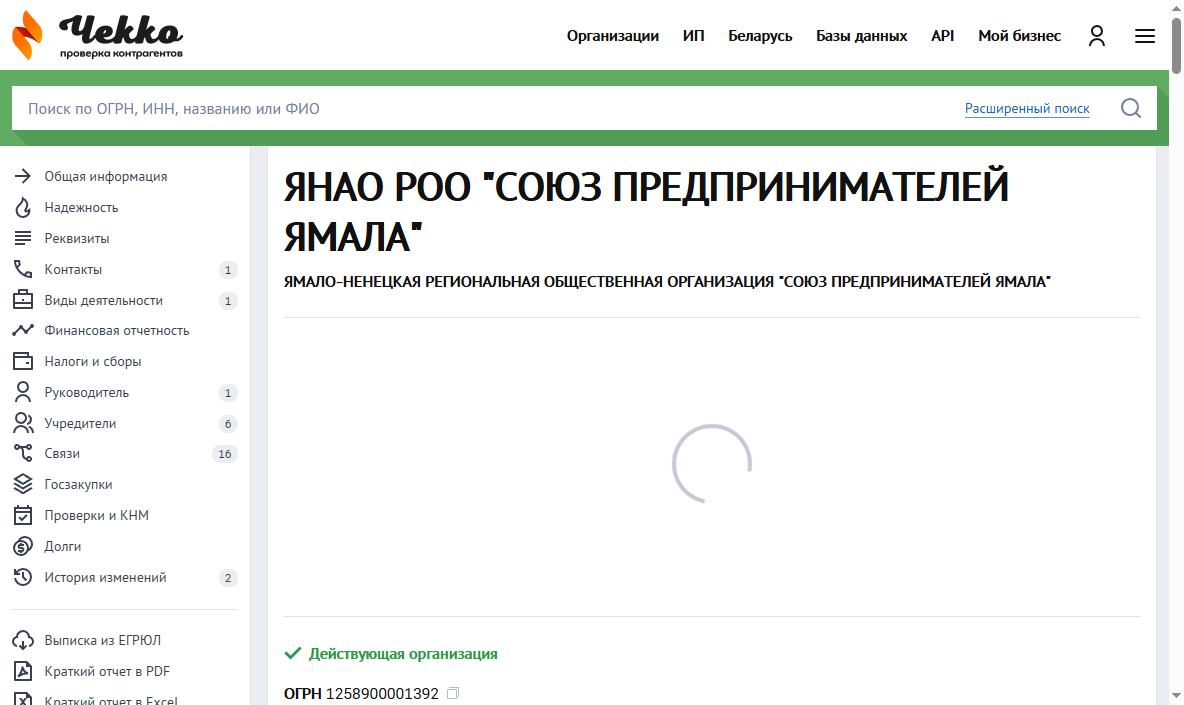 Чекко
проверка контрагентов
Организации ИП Беларусь Базы данных API Мой бизнес
Поиск по ОГРН, ИНН, названию или ФИО Расширенный поиск
Общая информация
Надежность
Реквизиты
Контакты 1
Виды деятельности 1
Финансовая отчетность
Налоги и сборы
Руководитель 1
Учредители 6
Связи 16
Госзакупки
Проверки и КНМ
Долги
История изменений 2
Выписка из ЕГРЮЛ
Краткий отчет в PDF
Краткий отчет в Excel
ЯНАО РОО "СОЮЗ ПРЕДПРИНИМАТЕЛЕЙ
ЯМАЛА"
ЯМАЛО-НЕНЕЦКАЯ РЕГИОНАЛЬНАЯ ОБЩЕСТВЕННАЯ ОРГАНИЗАЦИЯ "СОЮЗ ПРЕДПРИНИМАТЕЛЕЙ ЯМАЛА"
Действующая организация
ОГРН 1258900001392